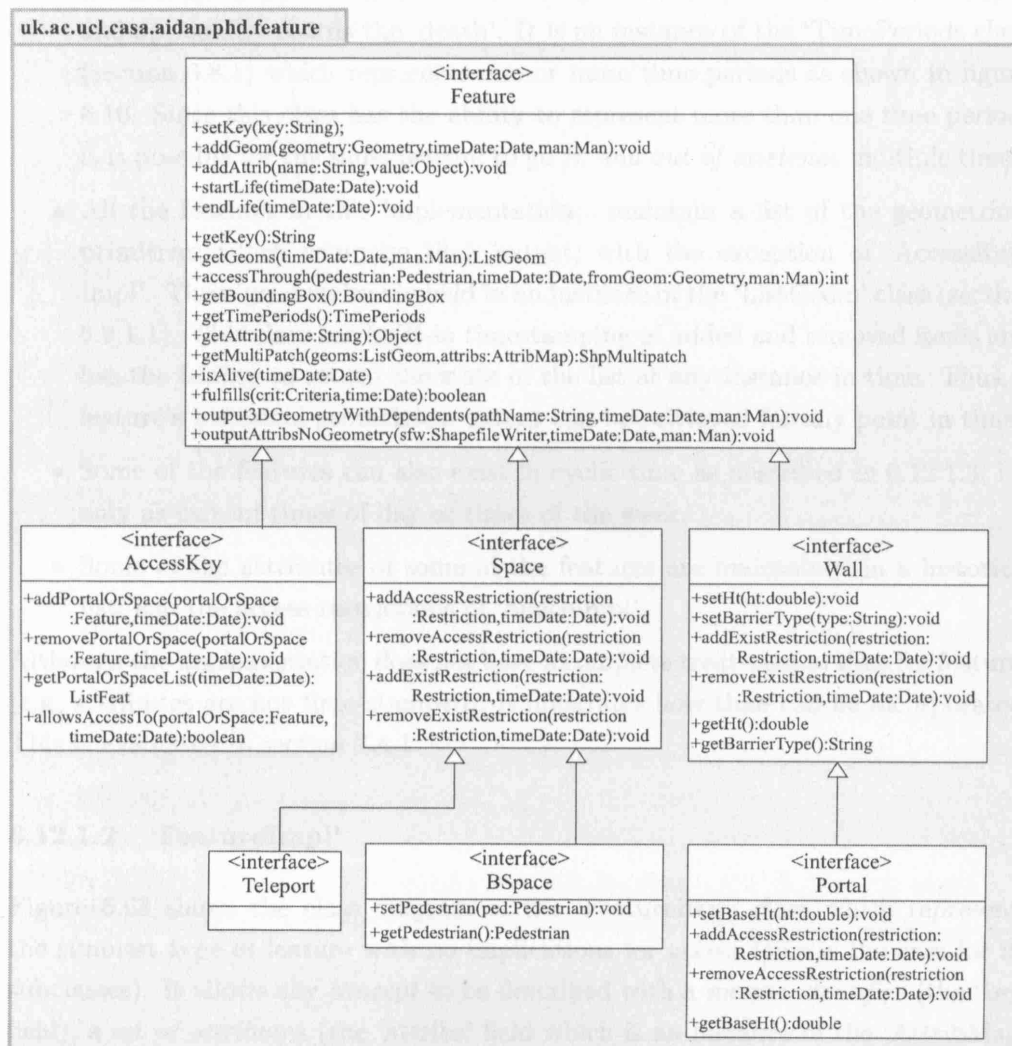 uk.ac.ucl.casa.aidan.phd.feature
<interface>
Feature
+setKey(key:String);
+addGeom(geometry:Geometry,timeDate:Date,man:Man):void
+addAttrib(name:String,value:Object):void
+startLife(timeDate:Date):void
+endLife(timeDate:Date):void
+getKey():String
+getGeoms(timeDate:Date,man:Man):ListGeom
+accessThrough(pedestrian:Pedestrian,timeDate:Date,fromGeom:Geometry,man:Man):int
+getBoundingBox():BoundingBox
+getTimePeriods():TimePeriods
+getAttrib(name:String):Object
+getMultiPatch(geoms:ListGeom,attribs:AttribMap):ShpMultipatch
+isAlive(timeDate:Date)
+fulfills(crit:Criteria,time:Date):boolean
+output3DGeometryWithDependents(pathName:String,timeDate:Date,man:Man):void
+outputAttribsNoGeometry(sfw:ShapefileWriter,timeDate:Date,man:Man):void
<interface>
AccessKey
+addPortalOrSpace(portalOrSpace
:Feature,timeDate:Date):void
+removePortalOrSpace(portalOrSpace
:Feature,timeDate:Date):void
+getPortalOrSpaceList(timeDate:Date):
ListFeat
+allowsAccessTo(portalOrSpace:Feature,
timeDate:Date):boolean
<interface>
Space
+addAccessRestriction(restriction
:Restriction,timeDate:Date):void
+removeAccessRestriction(restriction
:Restriction,timeDate:Date):void
+addExistRestriction(restriction:
Restriction,timeDate:Date):void
+removeExistRestriction(restriction
:Restriction,timeDate:Date):void
<interface>
Wall
+setHt(ht:double):void
+setBarrierType(type:String):void
+addExistRestriction(restriction:
Restriction,timeDate:Date):void
+removeExistRestriction(restriction
:Restriction,timeDate:Date):void
+getHt():double
+getBarrierType():String
<interface>
Teleport
<interface>
BSpace
+setPedestrian(ped:Pedestrian):void
+getPedestrian():Pedestrian
<interface>
Portal
+setBaseHt(ht:double):void
+addAccessRestriction(restriction:
Restriction,timeDate:Date):void
+removeAccessRestriction(restriction
:Restriction,timeDate:Date):void
+getBaseHt():double